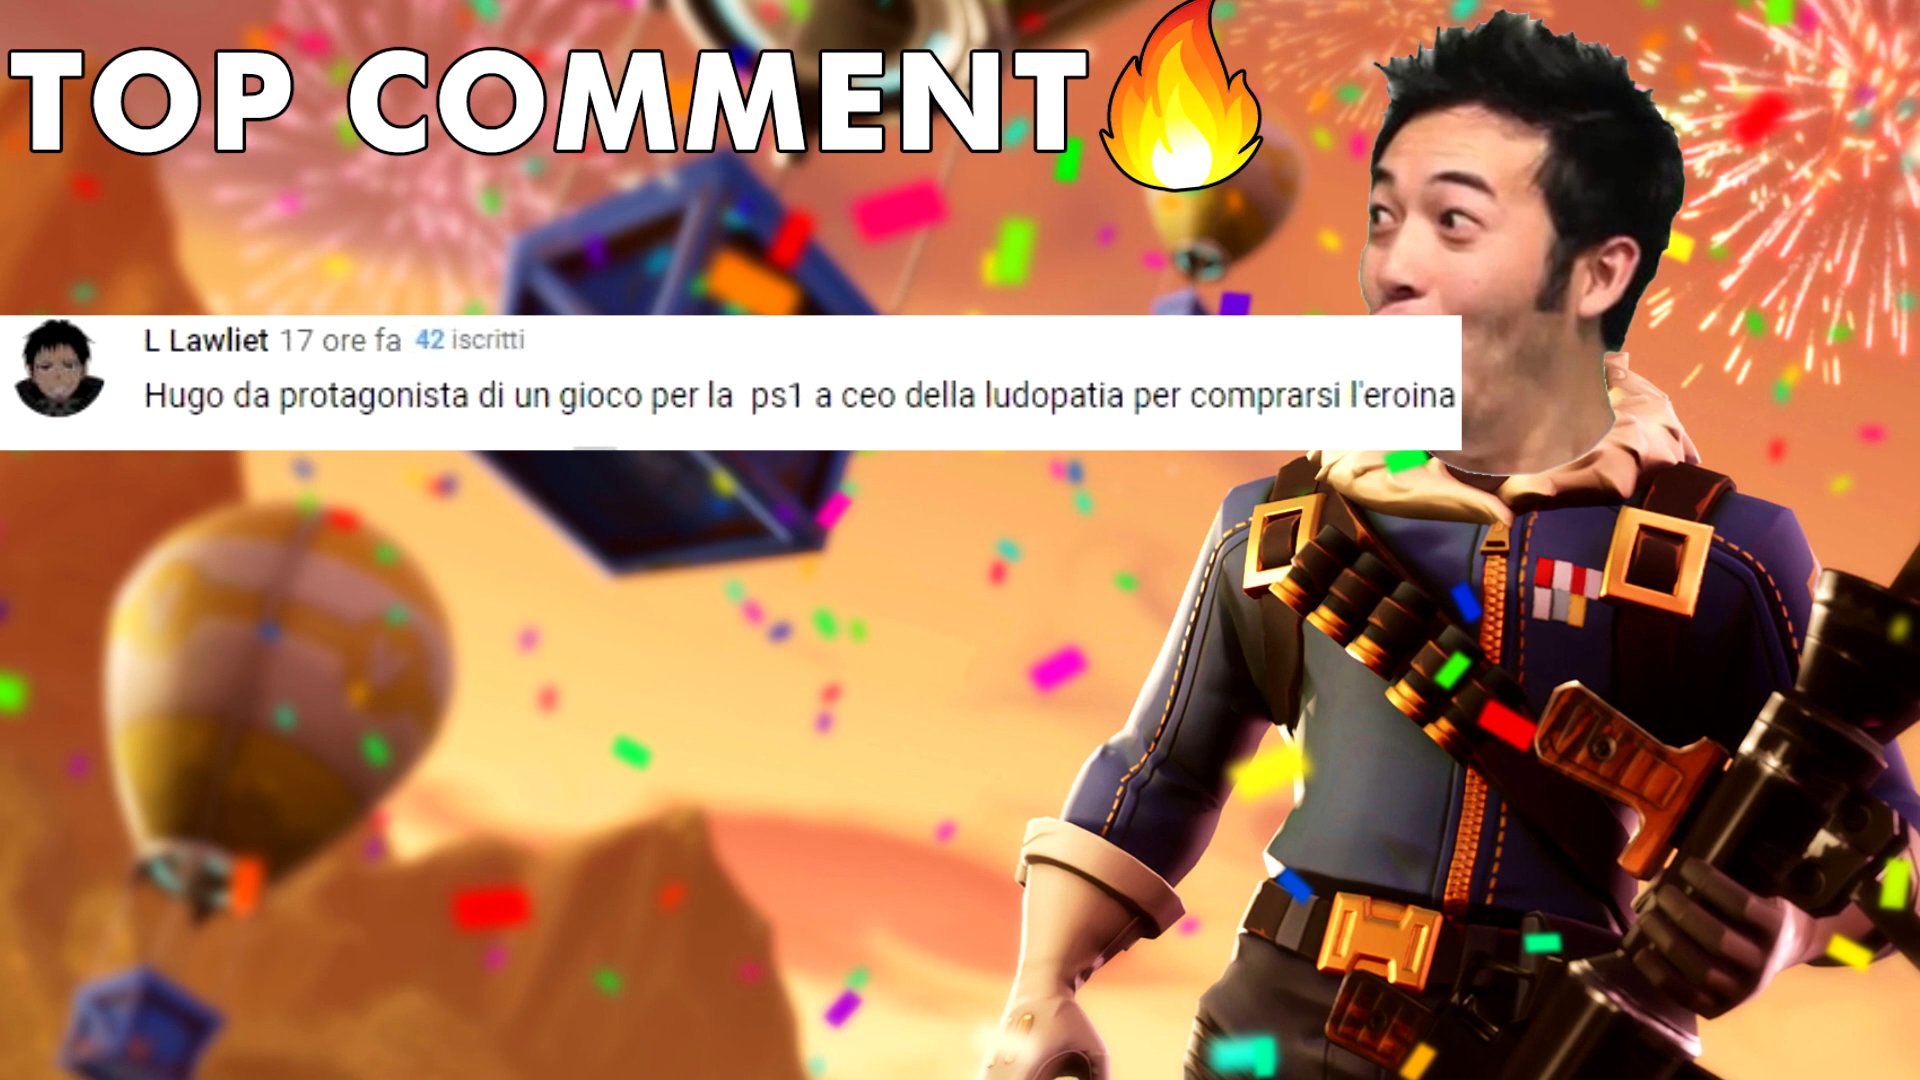 TOP COMMENT
L Lawliet 17 ore fa 42 iscritti
Hugo da protagonista di un gioco per la ps1 a ceo della ludopatia per comprarsi l'eroina